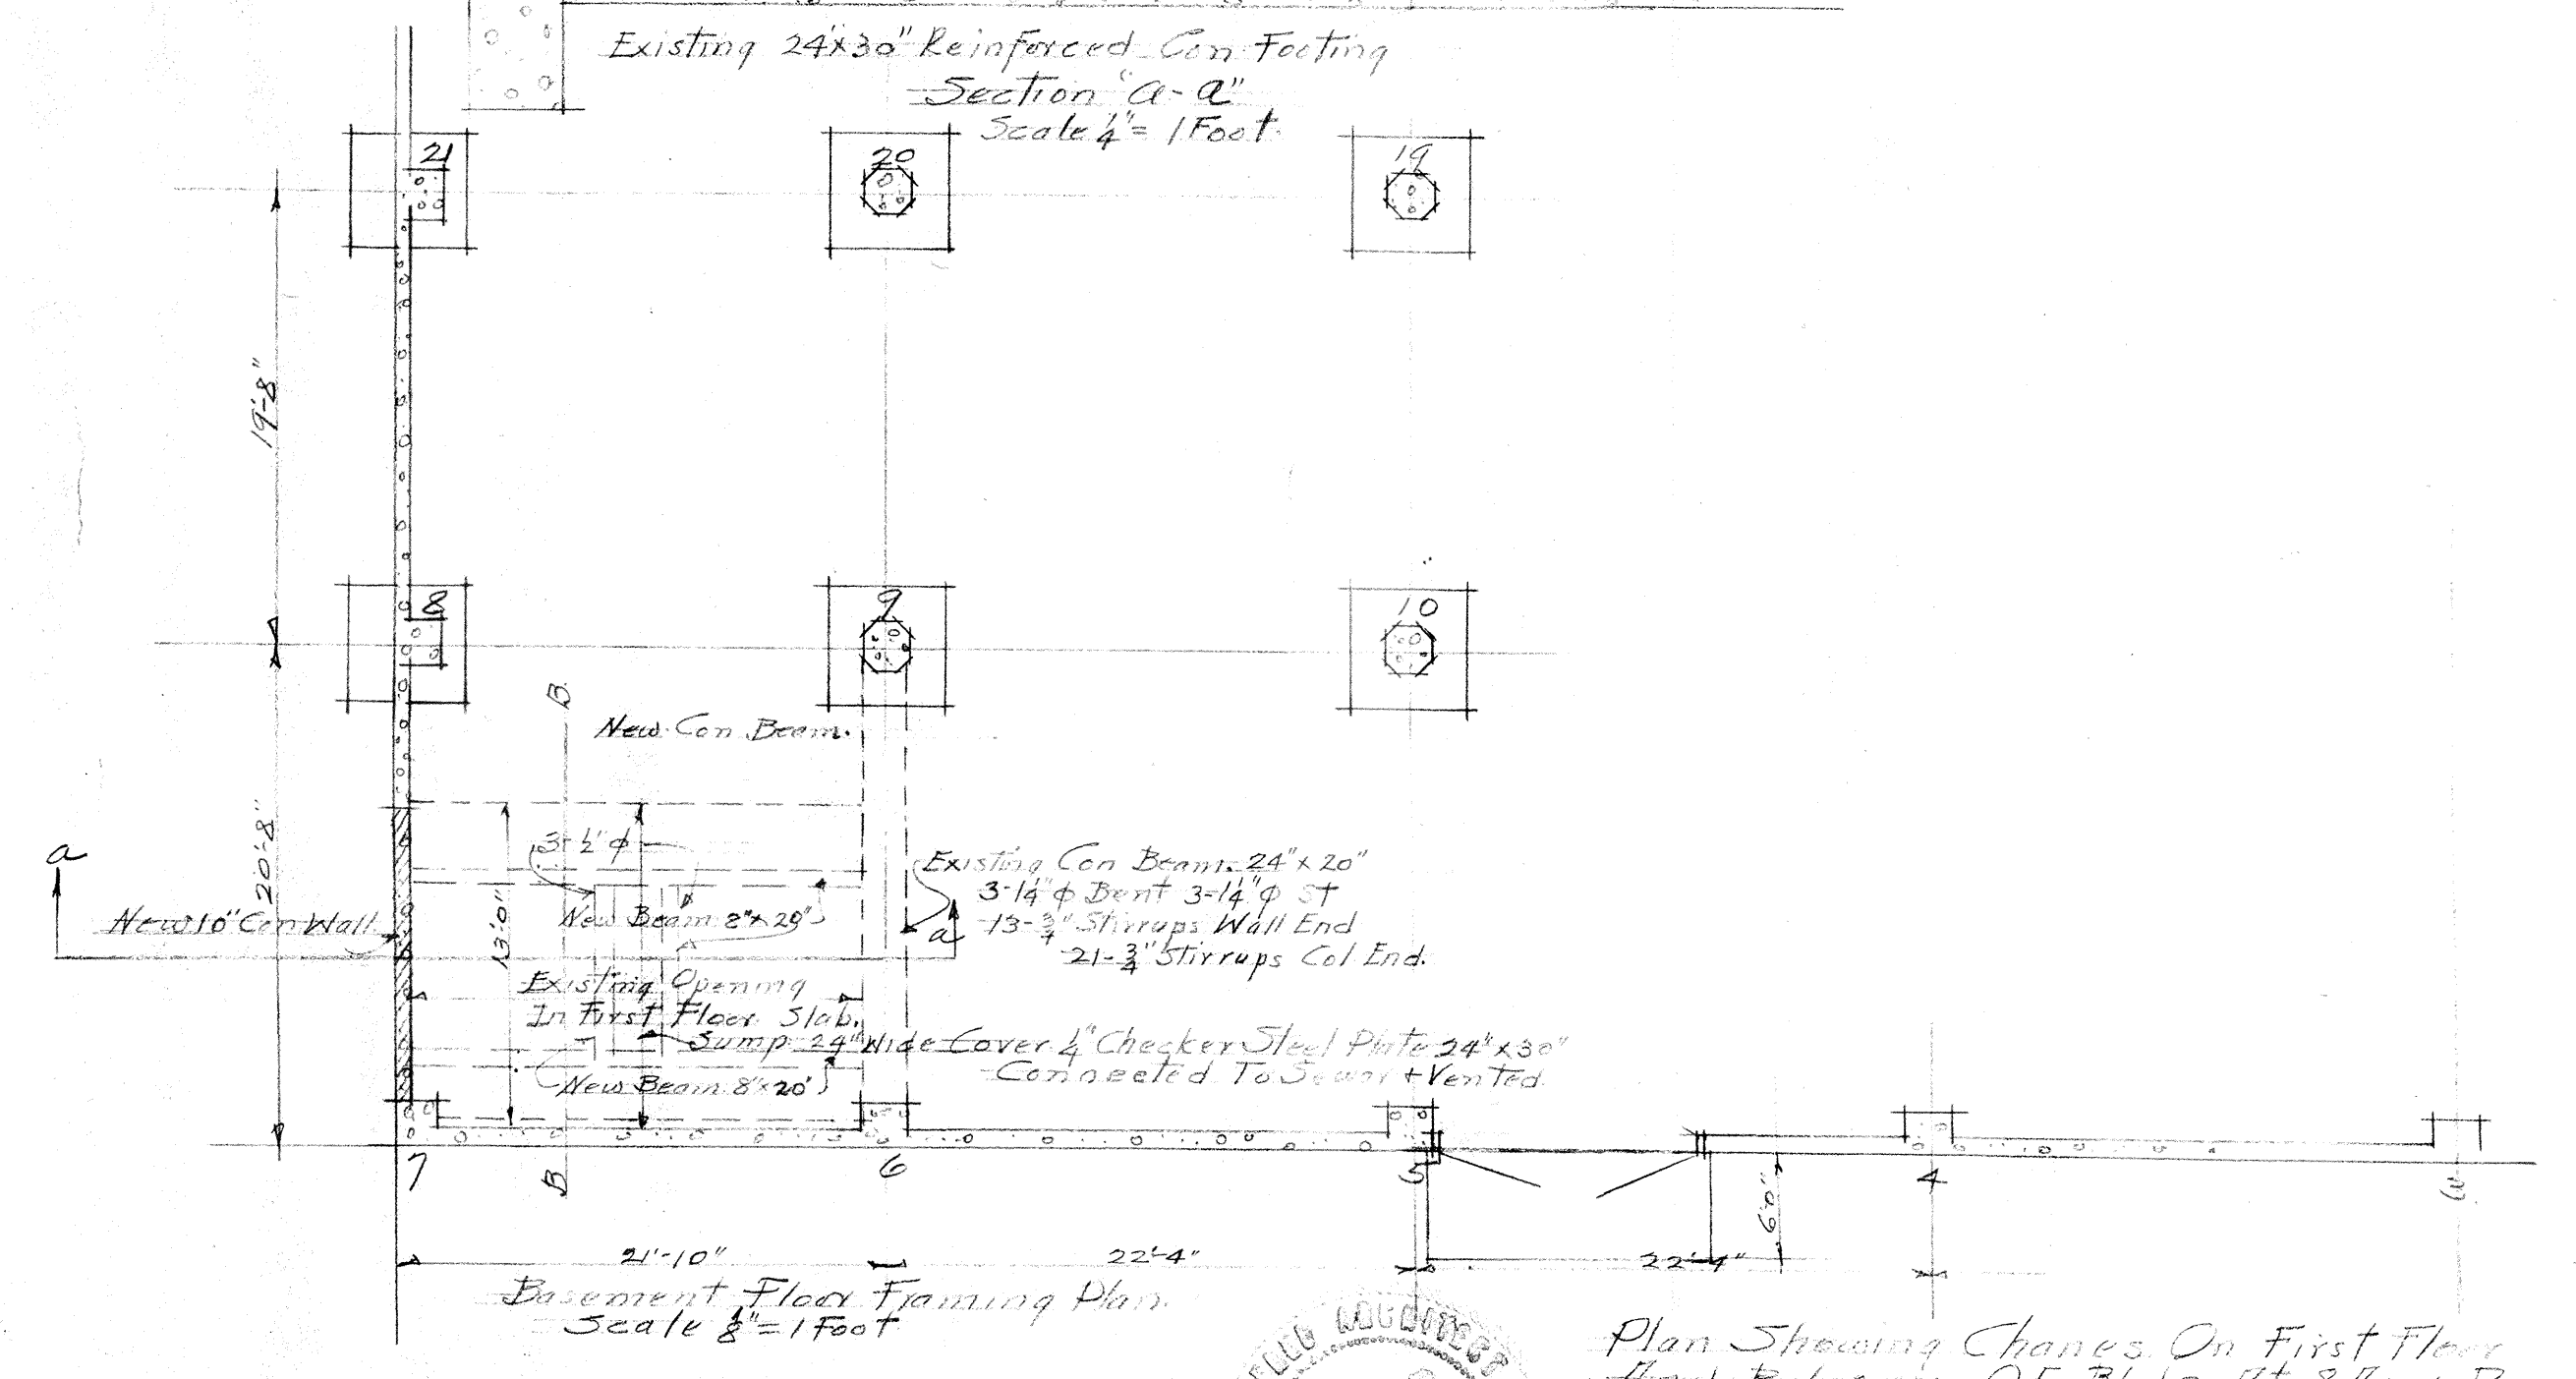 Existing 24"x30" Reinforced Con Footing
Section "a-a"
Scale ¼"= 1 Foot.
21
20
19
19'-8"
8
9
10
B
New Con Beam.
3-½"φ
20'-8"
a
13'-0"
Existing Con Beam. 24"x20"
3-1¼"φ Bent 3-1¼"φ St
13-¾" Stirrups Wall End
21-¾" Stirrups Col End.
a
New 10" Con Wall
New Beam 8"x20"
Existing Opening
In First Floor Slab.
Sump 24" Wide Cover ¼" Checker Steel Plate 24"x30"
Connected To Sewer + Vented
New Beam 8"x20"
7
B
6
5
4
3
6'0"
21'-10"
22'-4"
22'-4"
Basement Floor Framing Plan.
Scale ⅛"= 1 Foot
Plan Showing Chanes On First Floor
Of Bldg